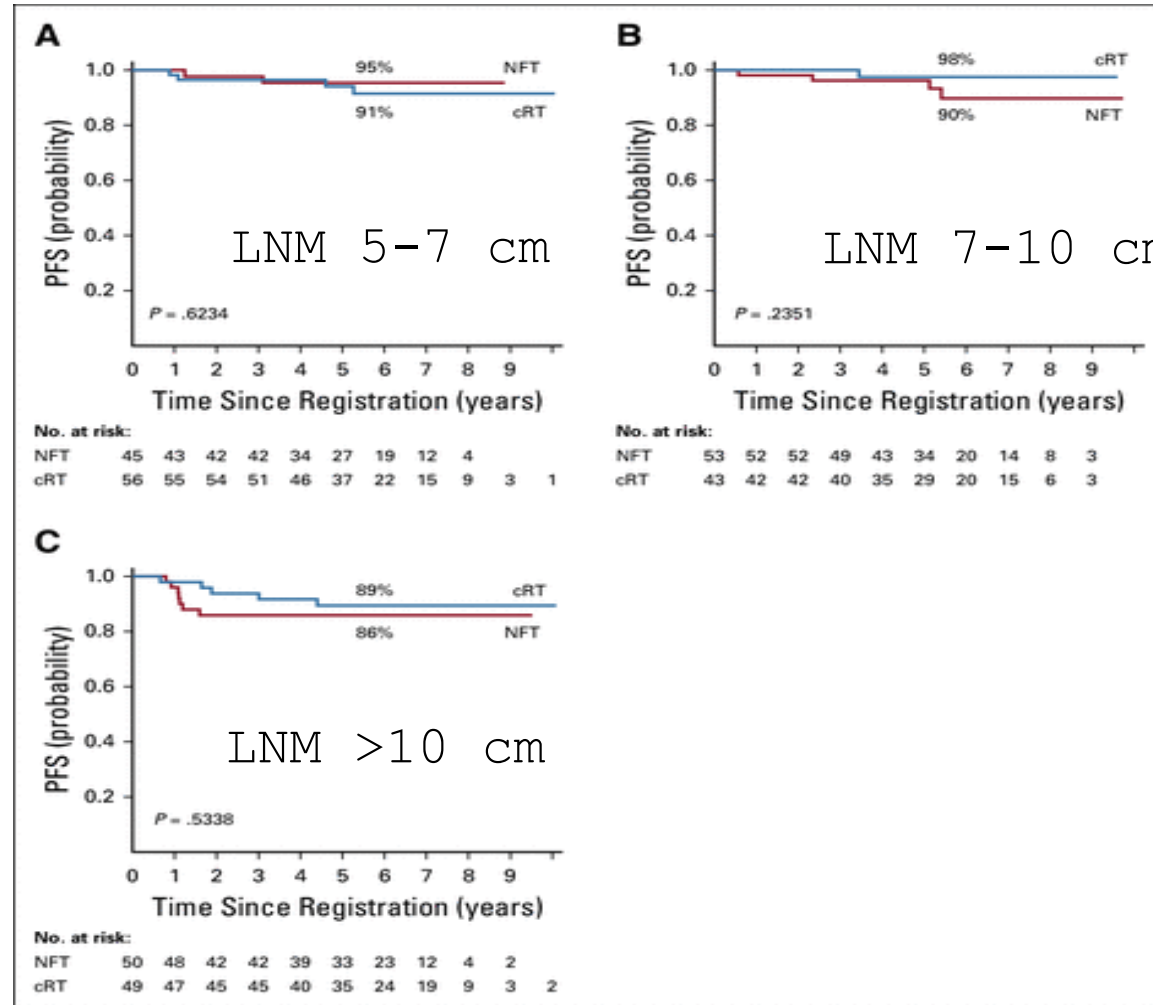 A
1.0
0.8
0.6
0.4
0.2
PFS (probability)
95%
NFT
91%
cRT
LNM 5-7 cm
P = .6234
0 1 2 3 4 5 6 7 8 9
Time Since Registration (years)
No. at risk:
NFT 45 43 42 42 34 27 19 12 4
cRT 56 55 54 51 46 37 22 15 9 3 1
B
1.0
0.8
0.6
0.4
0.2
PFS (probability)
98%
cRT
90%
NFT
LNM 7-10
P = .2351
0 1 2 3 4 5 6 7 8 9
Time Since Registration (years)
No. at risk:
NFT 53 52 52 49 43 34 20 14 8 3
cRT 43 42 42 40 35 29 20 15 6 3
C
1.0
0.8
0.6
0.4
0.2
PFS (probability)
89%
cRT
86%
NFT
LNM >10 cm
P = .5338
0 1 2 3 4 5 6 7 8 9
Time Since Registration (years)
No. at risk:
NFT 50 48 42 42 39 33 23 12 4 2
cRT 49 47 45 45 40 35 24 19 9 3 2